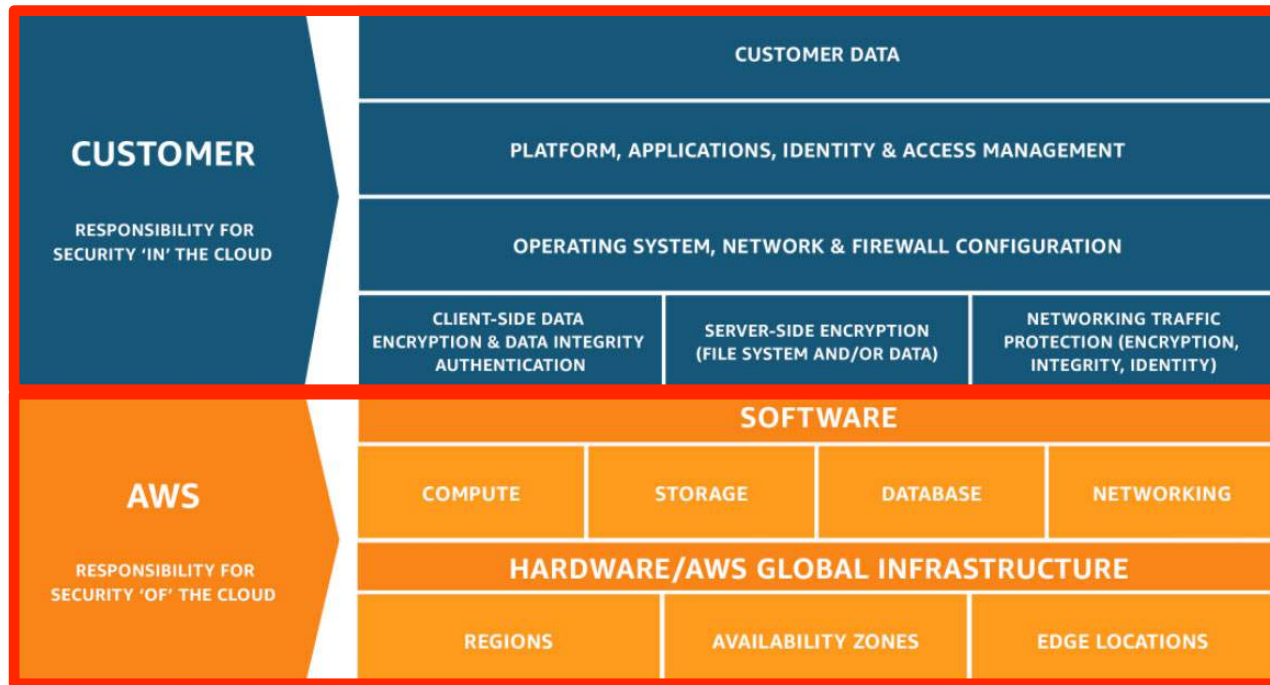 CUSTOMER
RESPONSIBILITY FOR
SECURITY ‘IN’ THE CLOUD
CUSTOMER DATA
PLATFORM, APPLICATIONS, IDENTITY & ACCESS MANAGEMENT
OPERATING SYSTEM, NETWORK & FIREWALL CONFIGURATION
CLIENT-SIDE DATA
ENCRYPTION & DATA INTEGRITY
AUTHENTICATION
SERVER-SIDE ENCRYPTION
(FILE SYSTEM AND/OR DATA)
NETWORKING TRAFFIC
PROTECTION (ENCRYPTION,
INTEGRITY, IDENTITY)
AWS
RESPONSIBILITY FOR
SECURITY ‘OF’ THE CLOUD
SOFTWARE
COMPUTE
STORAGE
DATABASE
NETWORKING
HARDWARE/AWS GLOBAL INFRASTRUCTURE
REGIONS
AVAILABILITY ZONES
EDGE LOCATIONS